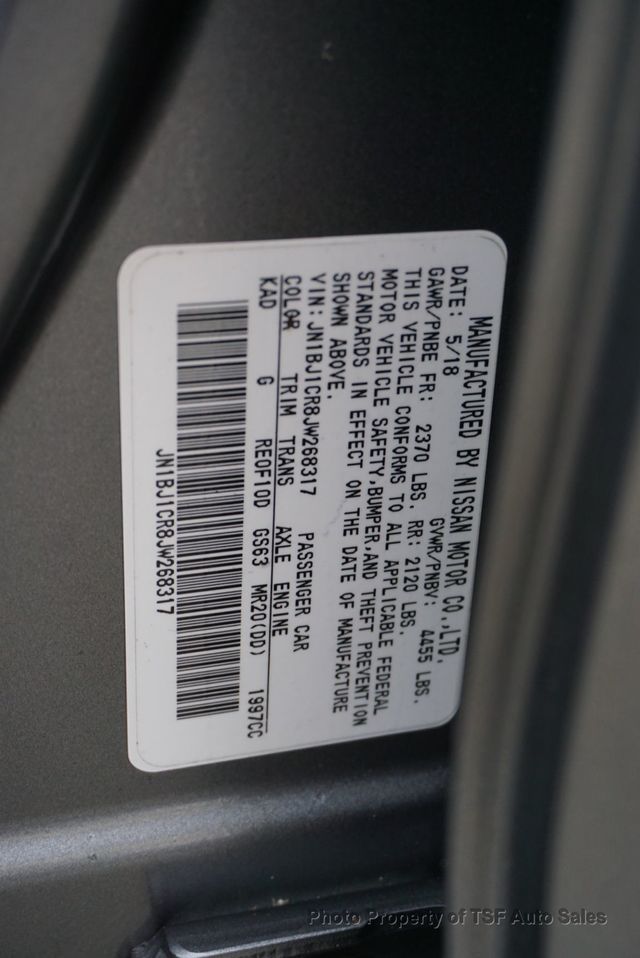 MANUFACTURED BY NISSAN MOTOR CO.,LTD.
DATE: 5/18 GVWR/PNBV: 4455 LBS.
GAWR/PNBE FR: 2370 LBS. RR: 2120 LBS.
THIS VEHICLE CONFORMS TO ALL APPLICABLE FEDERAL
MOTOR VEHICLE SAFETY,BUMPER,AND THEFT PREVENTION
STANDARDS IN EFFECT ON THE DATE OF MANUFACTURE
SHOWN ABOVE.
VIN: JN1BJ1CR8JW268317 PASSENGER CAR
COLOR TRIM TRANS AXLE ENGINE
KAD G RE0F10D GS63 MR20(DD) 1997CC
JN1BJ1CR8JW268317
Photo Property of TSF Auto Sales